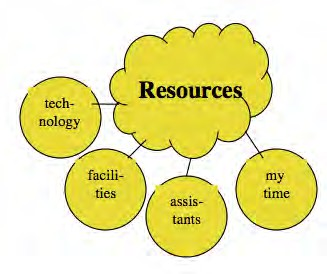 Resources
tech-
nology
facili-
ties
assis-
tants
my
time